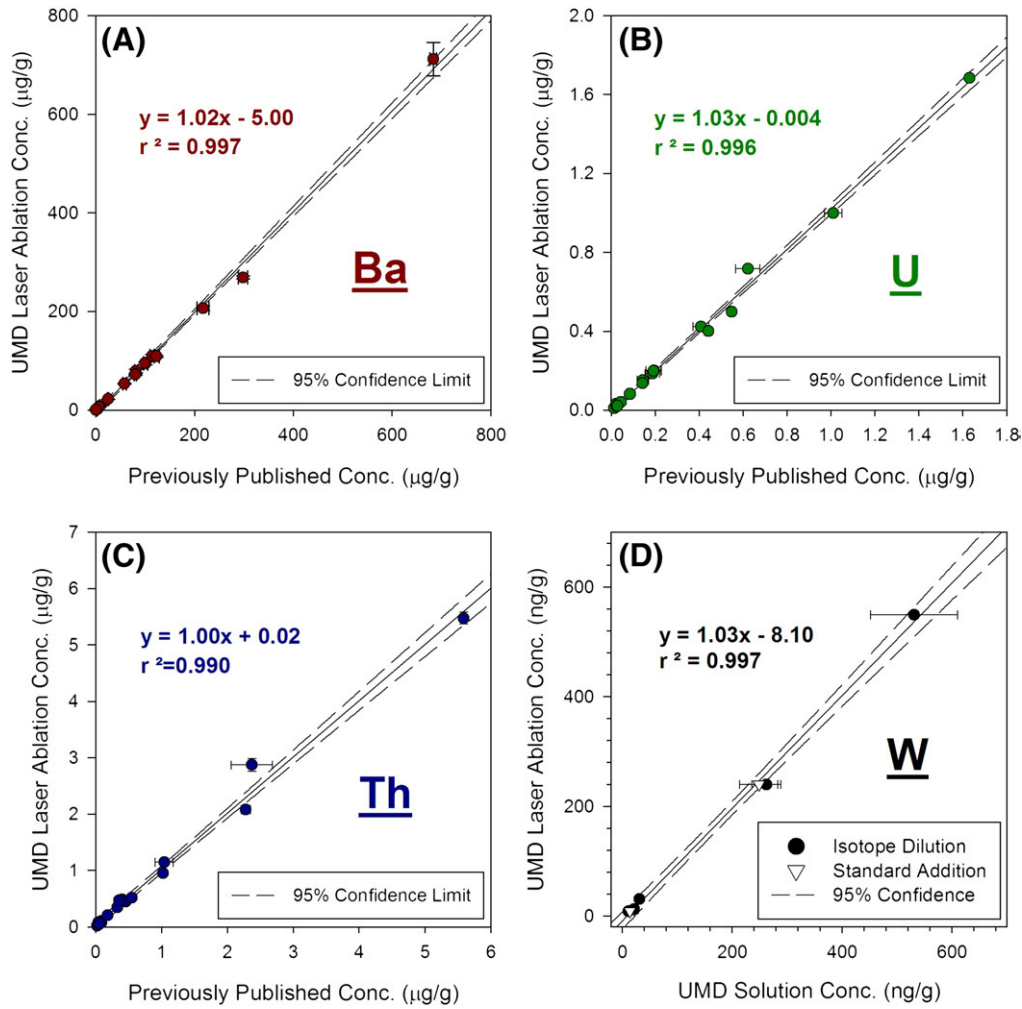 (A)
y = 1.02x - 5.00
r ² = 0.997
Ba
95% Confidence Limit
800
600
400
200
0
0 200 400 600 800
UMD Laser Ablation Conc. (μg/g)
Previously Published Conc. (μg/g)
(B)
y = 1.03x - 0.004
r ² = 0.996
U
95% Confidence Limit
2.0
1.6
1.2
0.8
0.4
0.0
0.0 0.2 0.4 0.6 0.8 1.0 1.2 1.4 1.6 1.8
UMD Laser Ablation Conc. (μg/g)
Previously Published Conc. (μg/g)
(C)
y = 1.00x + 0.02
r ²=0.990
Th
95% Confidence Limit
7
6
5
4
3
2
1
0
0 1 2 3 4 5 6
UMD Laser Ablation Conc. (μg/g)
Previously Published Conc. (μg/g)
(D)
y = 1.03x - 8.10
r ² = 0.997
W
Isotope Dilution
Standard Addition
95% Confidence
600
400
200
0
0 200 400 600
UMD Laser Ablation Conc. (ng/g)
UMD Solution Conc. (ng/g)